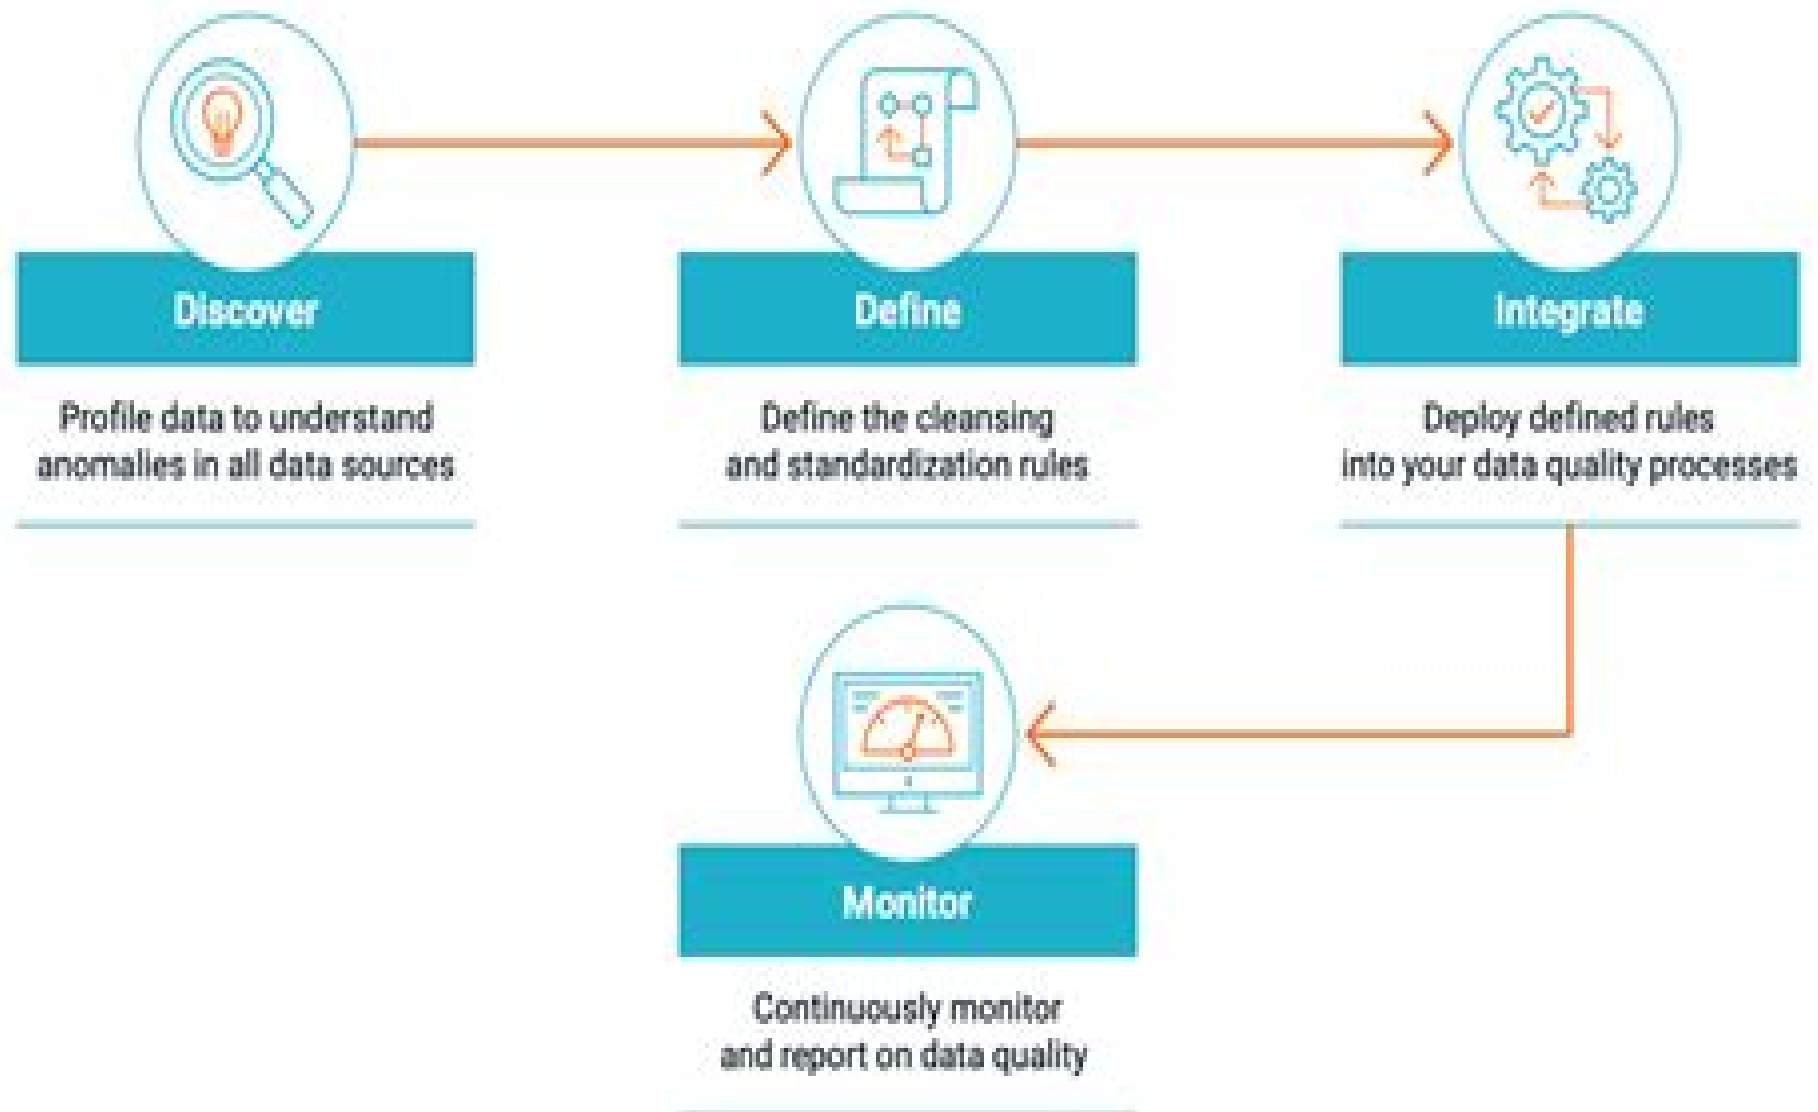 Discover
Profile data to understand
anomalies in all data sources
Define
Define the cleansing
and standardization rules
Integrate
Deploy defined rules
into your data quality processes
Monitor
Continuously monitor
and report on data quality